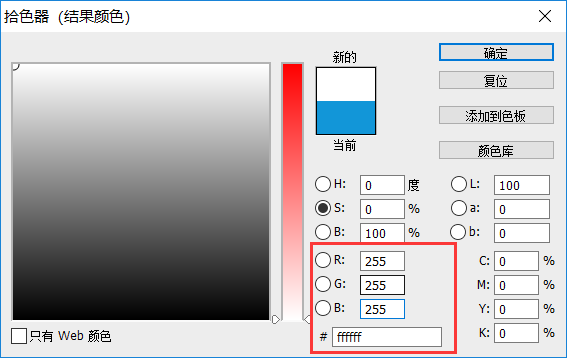 拾色器（结果颜色）
新的
当前
确定
复位
添加到色板
颜色库
H: 0 度
S: 0 %
B: 100 %
R: 255
G: 255
B: 255
# ffffff
L: 100
a: 0
b: 0
C: 0 %
M: 0 %
Y: 0 %
K: 0 %
只有 Web 颜色